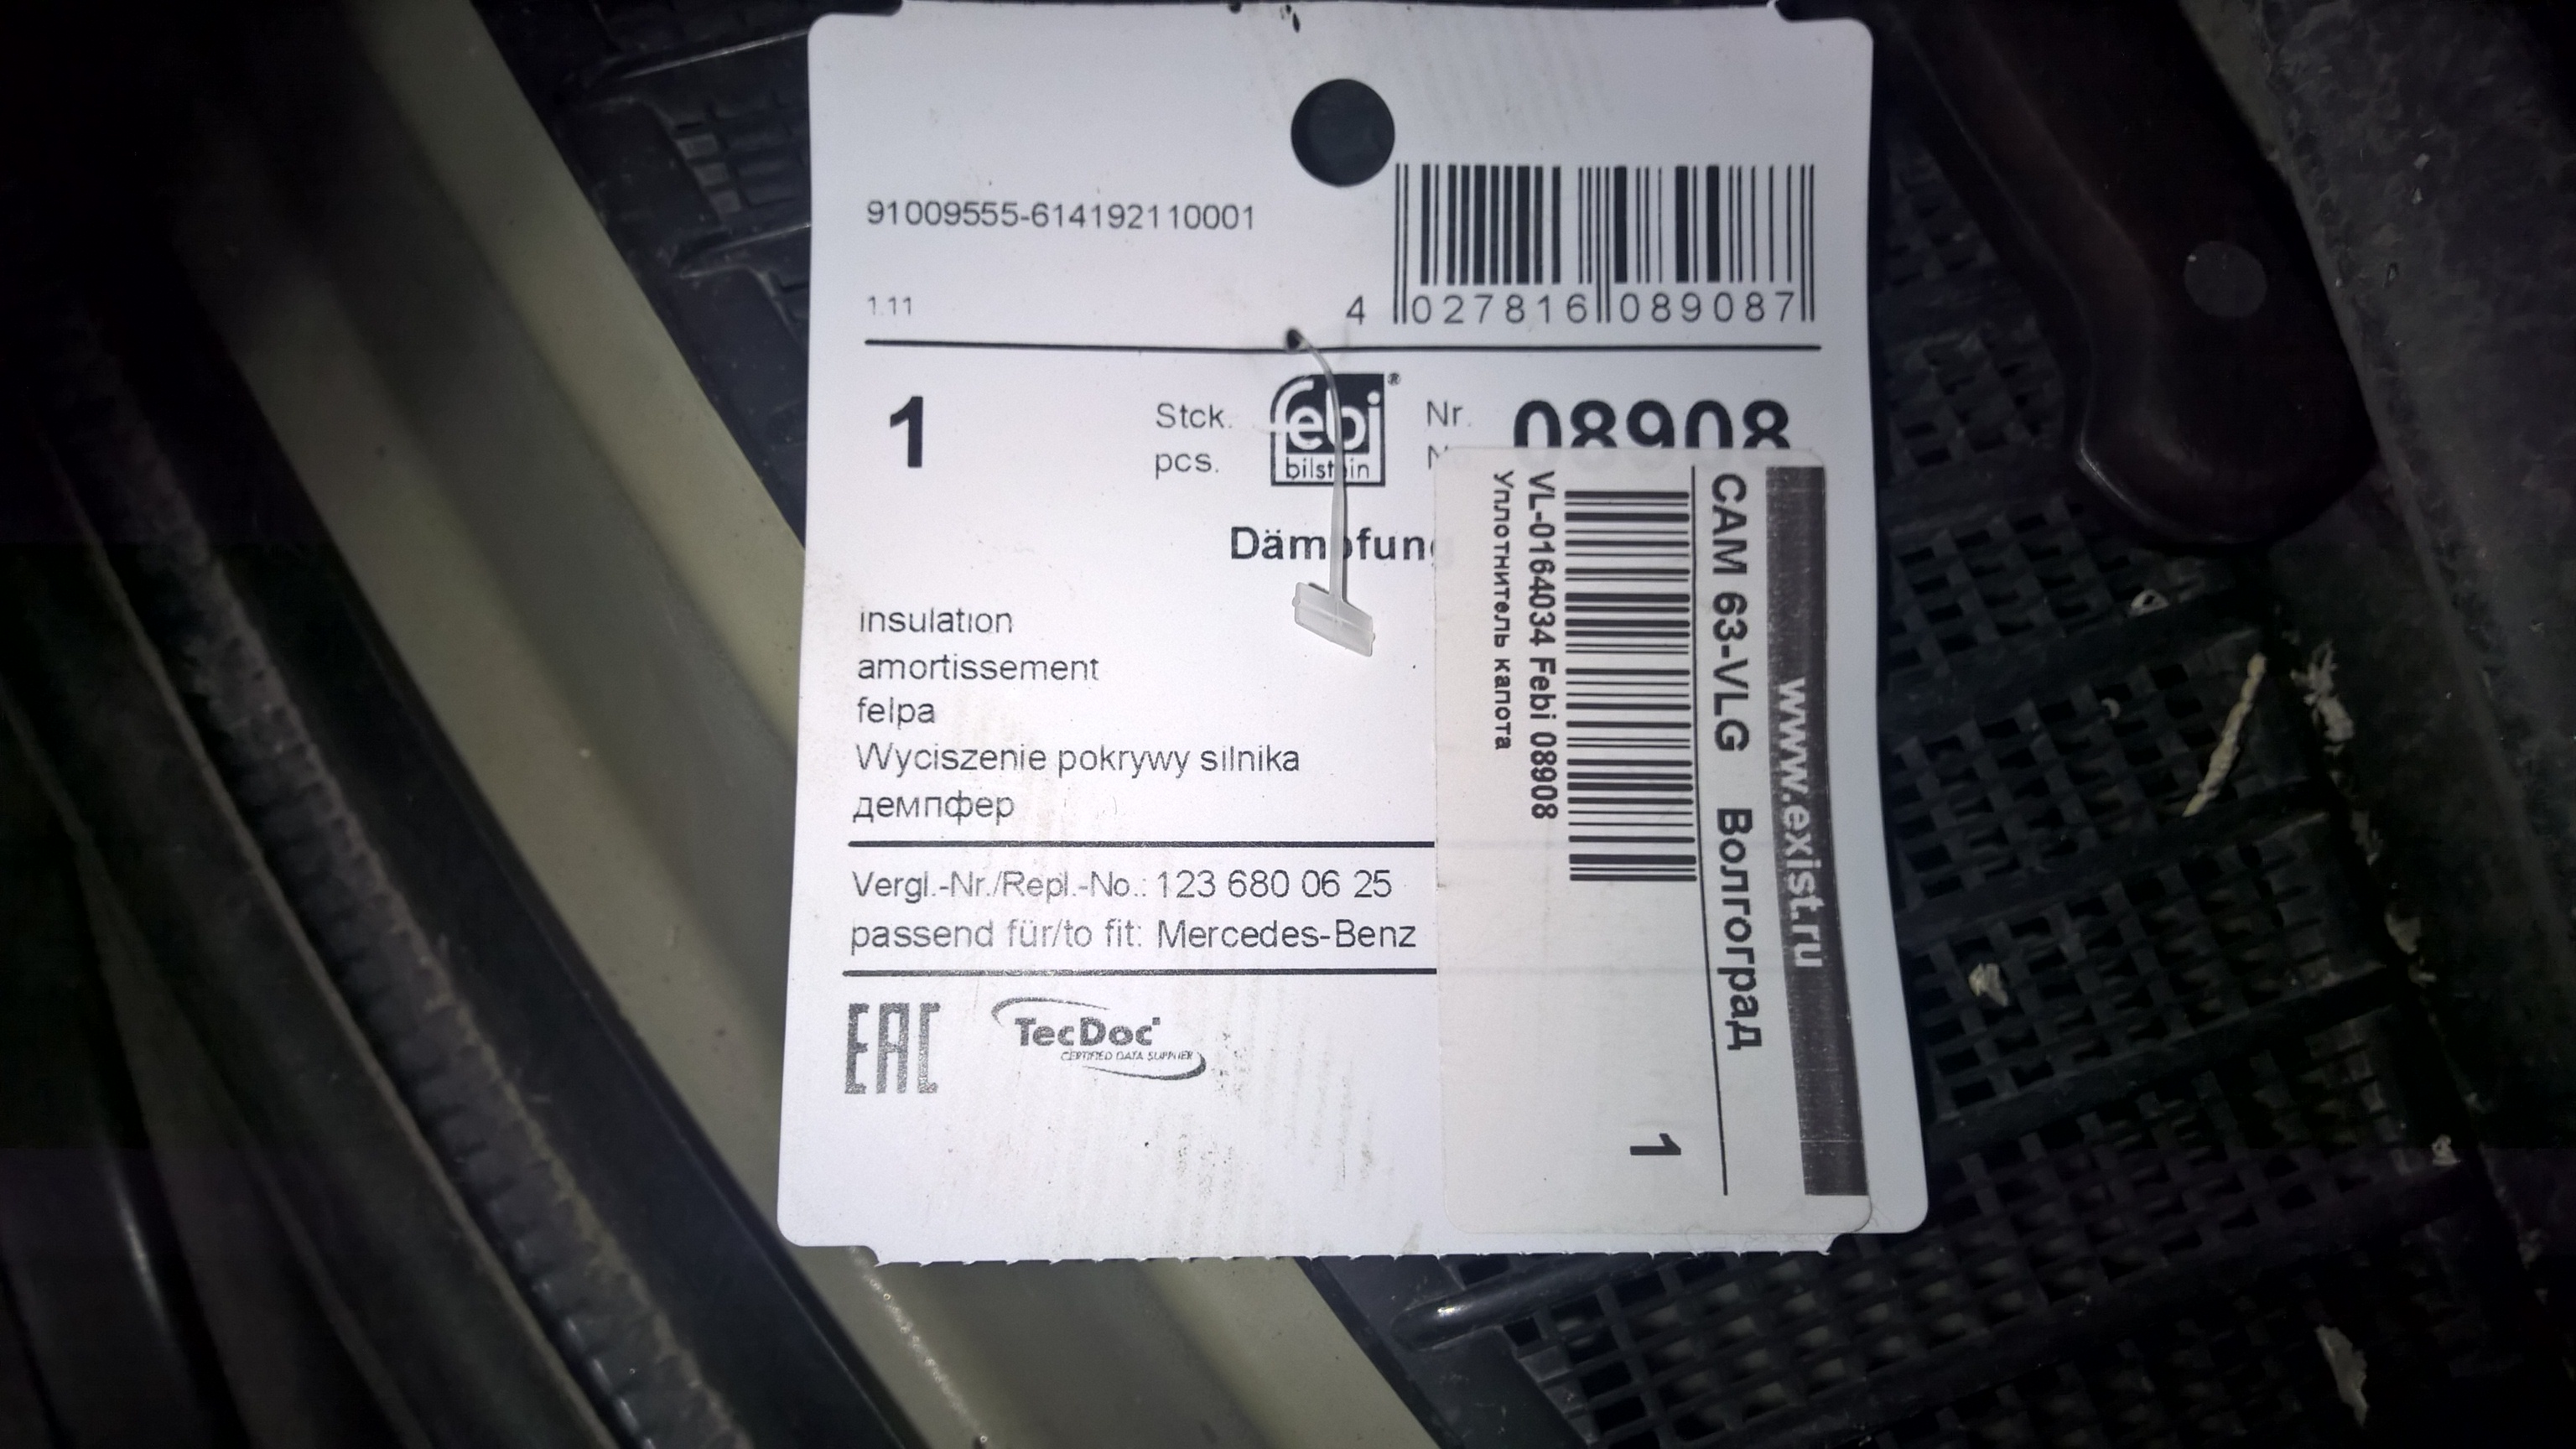 91009555-614192110001
1.11
4 027816 089087
1
Stck.
pcs.
febi®
bilstein
Nr.
08908
Dämpfung
insulation
amortissement
felpa
Wyciszenie pokrywy silnika
демпфер
Vergl.-Nr./Repl.-No.: 123 680 06 25
passend für/to fit: Mercedes-Benz
EAC
TecDoc
CERTIFIED DATA SUPPLIER
www.exist.ru
CAM 63-VLG Волгоград
VL-0164034 Febi 08908
Уплотнитель капота
1